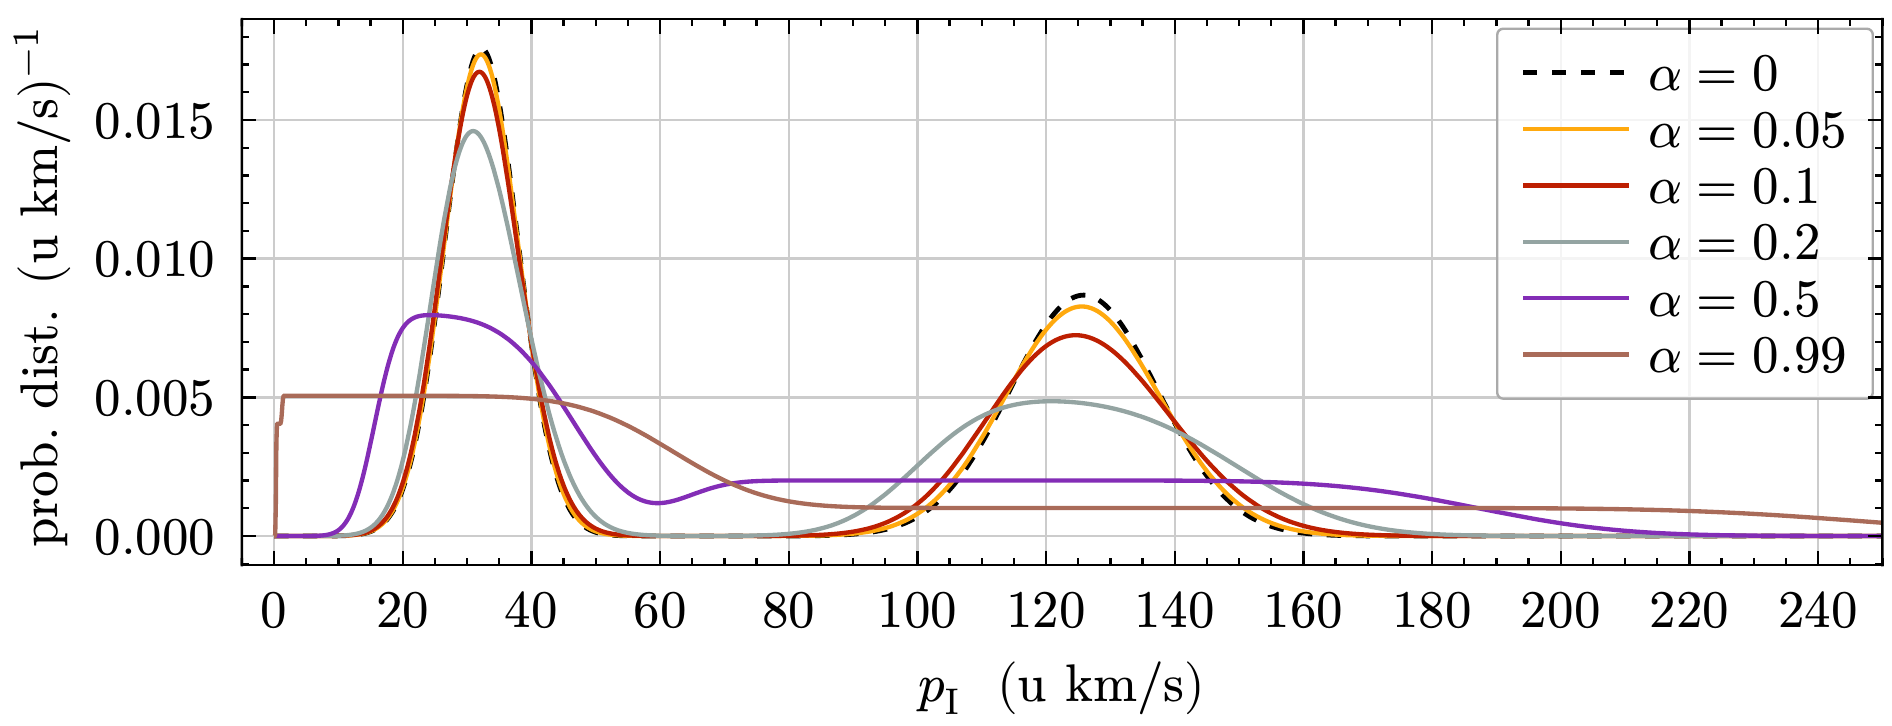 prob. dist. (u km/s)⁻¹
0.015
0.010
0.005
0.000
α = 0
α = 0.05
α = 0.1
α = 0.2
α = 0.5
α = 0.99
0 20 40 60 80 100 120 140 160 180 200 220 240
p_I (u km/s)